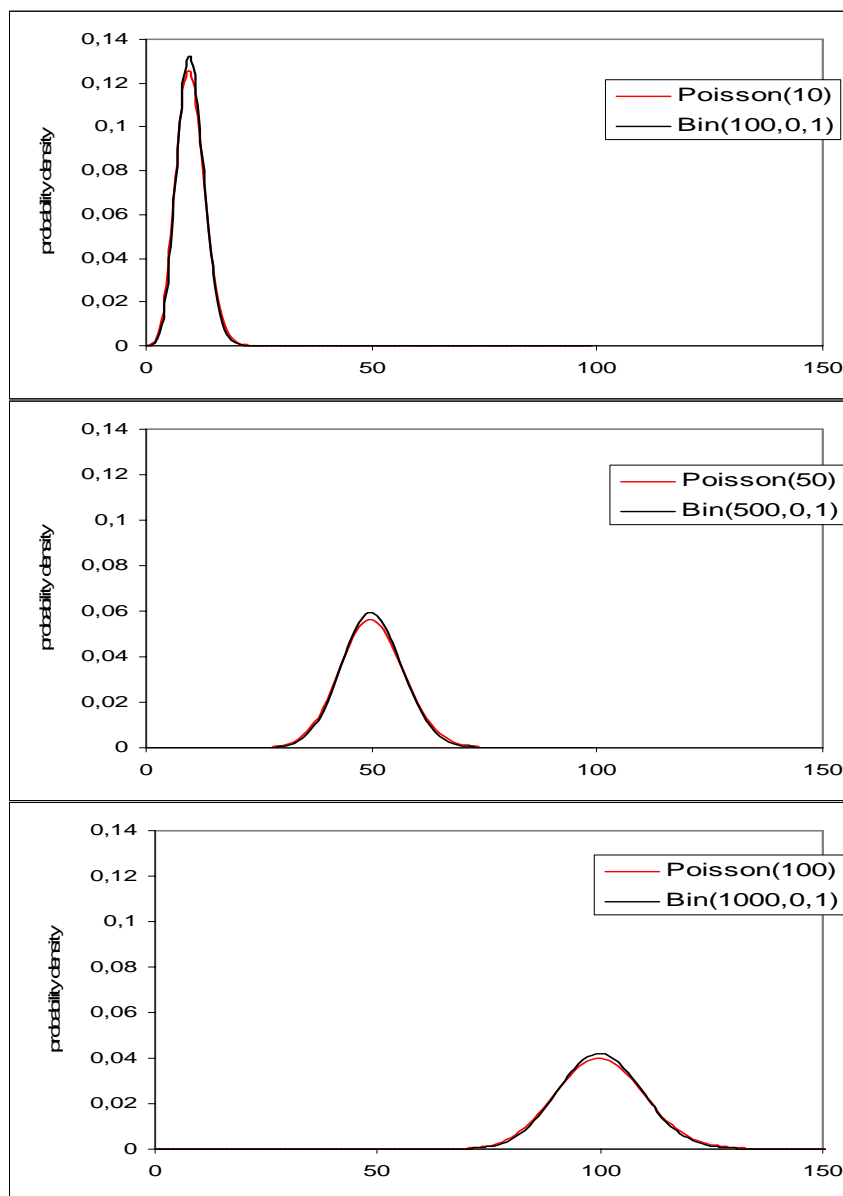 0,14
0,12
0,1
0,08
0,06
0,04
0,02
0
probability density
0 50 100 150
Poisson(10)
Bin(100,0,1)
0,14
0,12
0,1
0,08
0,06
0,04
0,02
0
probability density
0 50 100 150
Poisson(50)
Bin(500,0,1)
0,14
0,12
0,1
0,08
0,06
0,04
0,02
0
probability density
0 50 100 150
Poisson(100)
Bin(1000,0,1)